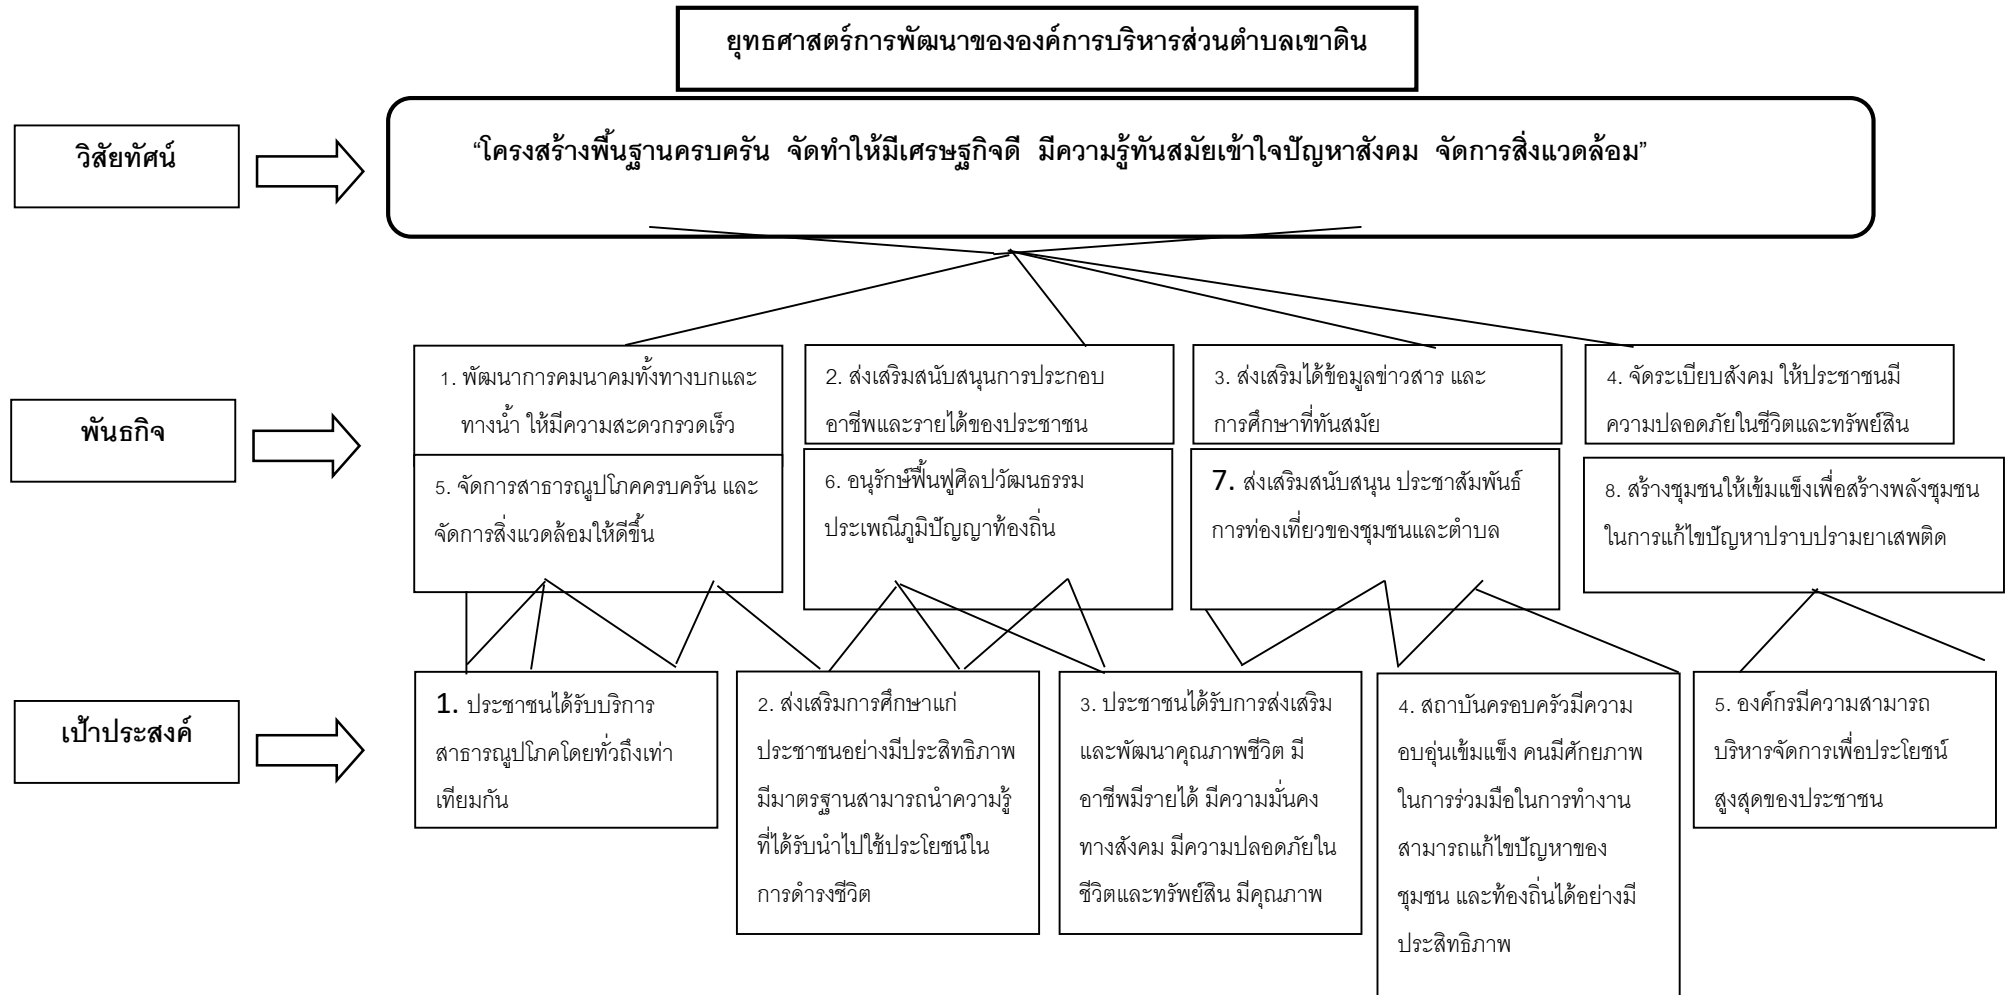 ยุทธศาสตร์การพัฒนาขององค์การบริหารส่วนตำบลเขาดิน
วิสัยทัศน์
“โครงสร้างพื้นฐานครบครัน จัดทำให้มีเศรษฐกิจดี มีความรู้ทันสมัยเข้าใจปัญหาสังคม จัดการสิ่งแวดล้อม”
พันธกิจ
1. พัฒนาการคมนาคมทั้งทางบกและ
ทางน้ำ ให้มีความสะดวกรวดเร็ว
2. ส่งเสริมสนับสนุนการประกอบ
อาชีพและรายได้ของประชาชน
3. ส่งเสริมได้ข้อมูลข่าวสาร และ
การศึกษาที่ทันสมัย
4. จัดระเบียบสังคม ให้ประชาชนมี
ความปลอดภัยในชีวิตและทรัพย์สิน
5. จัดการสาธารณูปโภคครบครัน และ
จัดการสิ่งแวดล้อมให้ดีขึ้น
6. อนุรักษ์ฟื้นฟูศิลปวัฒนธรรม
ประเพณีภูมิปัญญาท้องถิ่น
7. ส่งเสริมสนับสนุน ประชาสัมพันธ์
การท่องเที่ยวของชุมชนและตำบล
8. สร้างชุมชนให้เข้มแข็งเพื่อสร้างพลังชุมชน
ในการแก้ไขปัญหาปราบปรามยาเสพติด
เป้าประสงค์
1. ประชาชนได้รับบริการ
สาธารณูปโภคโดยทั่วถึงเท่า
เทียมกัน
2. ส่งเสริมการศึกษาแก่
ประชาชนอย่างมีประสิทธิภาพ
มีมาตรฐานสามารถนำความรู้
ที่ได้รับนำไปใช้ประโยชน์ใน
การดำรงชีวิต
3. ประชาชนได้รับการส่งเสริม
และพัฒนาคุณภาพชีวิต มี
อาชีพมีรายได้ มีความมั่นคง
ทางสังคม มีความปลอดภัยใน
ชีวิตและทรัพย์สิน มีคุณภาพ
4. สถาบันครอบครัวมีความ
อบอุ่นเข้มแข็ง คนมีศักยภาพ
ในการร่วมมือในการทำงาน
สามารถแก้ไขปัญหาของ
ชุมชน และท้องถิ่นได้อย่างมี
ประสิทธิภาพ
5. องค์กรมีความสามารถ
บริหารจัดการเพื่อประโยชน์
สูงสุดของประชาชน